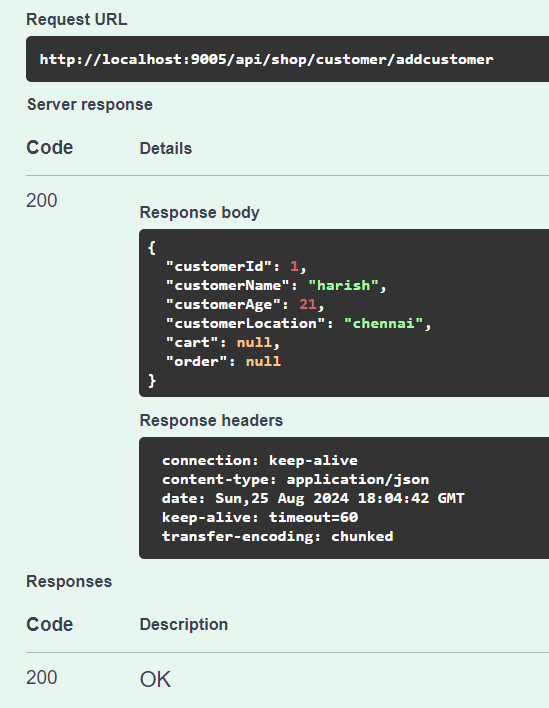 Request URL
http://localhost:9005/api/shop/customer/addcustomer
Server response
Code Details
200
Response body
{
  "customerId": 1,
  "customerName": "harish",
  "customerAge": 21,
  "customerLocation": "chennai",
  "cart": null,
  "order": null
}
Response headers
connection: keep-alive
content-type: application/json
date: Sun,25 Aug 2024 18:04:42 GMT
keep-alive: timeout=60
transfer-encoding: chunked
Responses
Code Description
200 OK